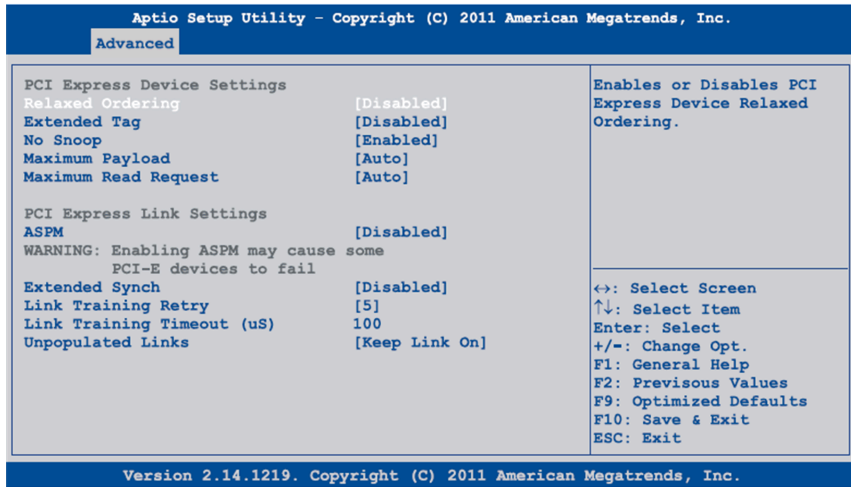 Aptio Setup Utility – Copyright (C) 2011 American Megatrends, Inc.
Advanced
PCI Express Device Settings
Relaxed Ordering [Disabled]
Extended Tag [Disabled]
No Snoop [Enabled]
Maximum Payload [Auto]
Maximum Read Request [Auto]
PCI Express Link Settings
ASPM [Disabled]
WARNING: Enabling ASPM may cause some
PCI-E devices to fail
Extended Synch [Disabled]
Link Training Retry [5]
Link Training Timeout (uS) 100
Unpopulated Links [Keep Link On]
Enables or Disables PCI
Express Device Relaxed
Ordering.
↔: Select Screen
↑↓: Select Item
Enter: Select
+/-: Change Opt.
F1: General Help
F2: Previsous Values
F9: Optimized Defaults
F10: Save & Exit
ESC: Exit
Version 2.14.1219. Copyright (C) 2011 American Megatrends, Inc.